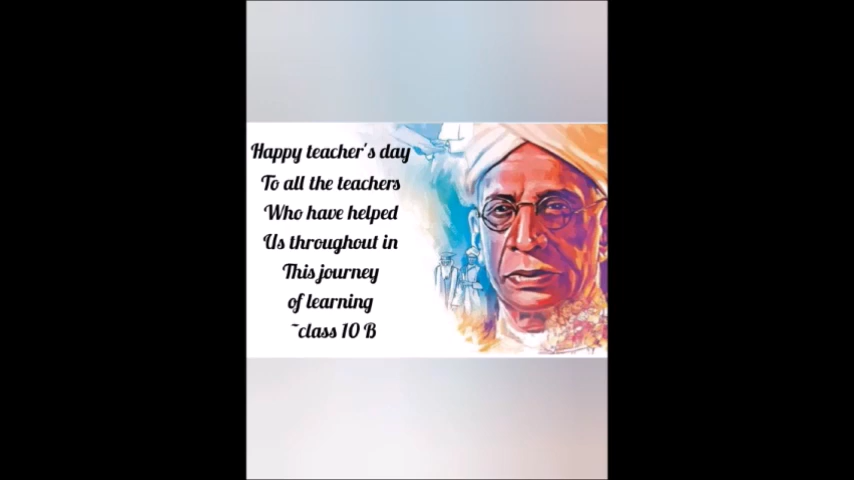 Happy teacher's day
To all the teachers
Who have helped
Us throughout in
This journey
of learning
~class 10 B